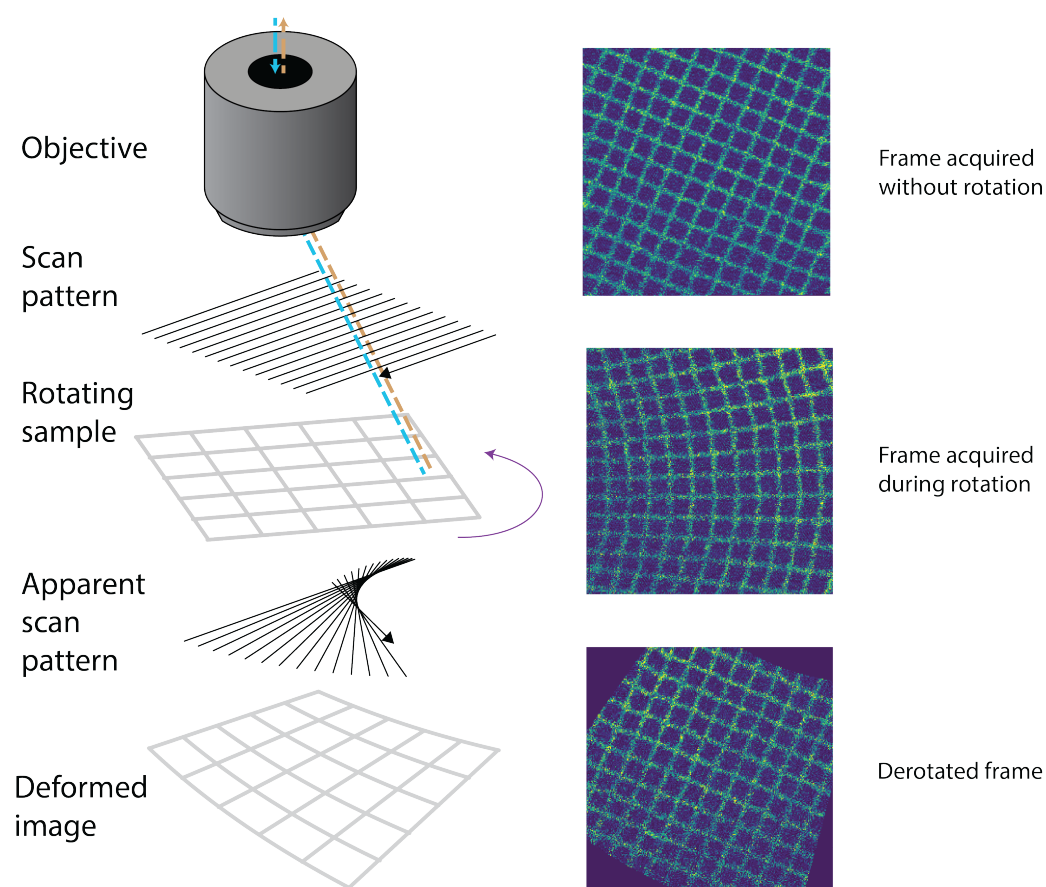 Objective
Scan
pattern
Rotating
sample
Apparent
scan
pattern
Deformed
image
Frame acquired
without rotation
Frame acquired
during rotation
Derotated frame